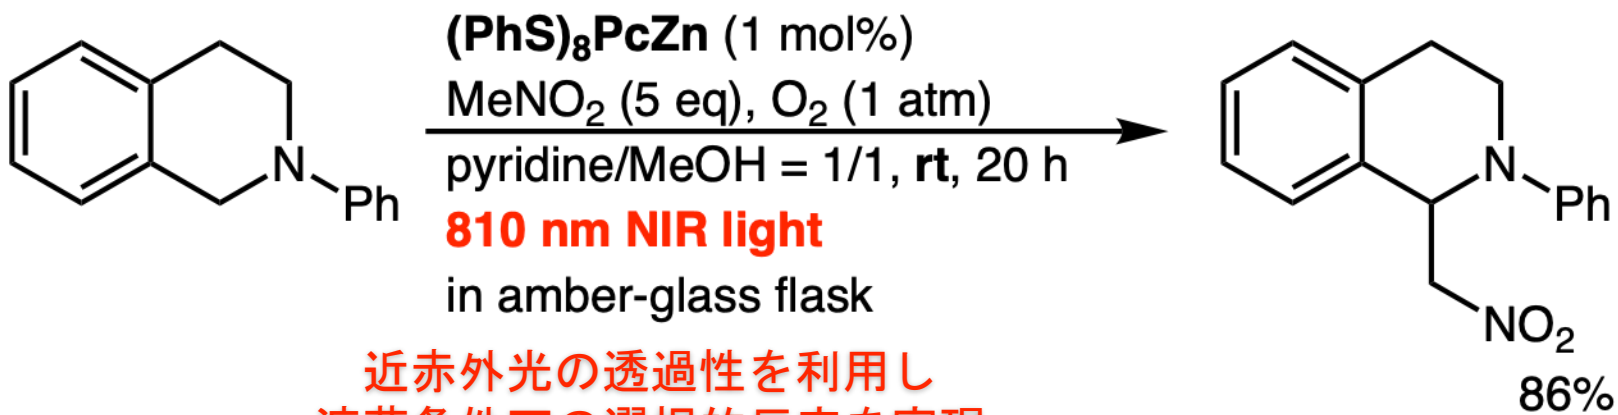 (PhS)₈PcZn (1 mol%)
MeNO₂ (5 eq), O₂ (1 atm)
pyridine/MeOH = 1/1, rt, 20 h
810 nm NIR light
in amber-glass flask
N
Ph
N
Ph
NO₂
86%
近赤外光の透過性を利用し